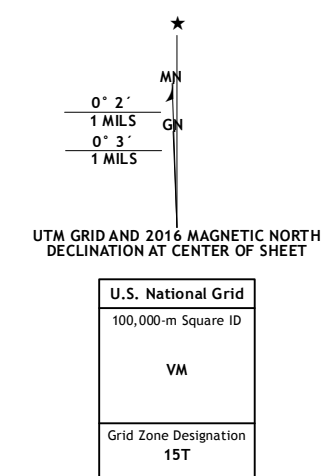 ★
MN
0° 2´
1 MILS
GN
0° 3´
1 MILS
UTM GRID AND 2016 MAGNETIC NORTH
DECLINATION AT CENTER OF SHEET
U.S. National Grid
100,000-m Square ID
VM
Grid Zone Designation
15T